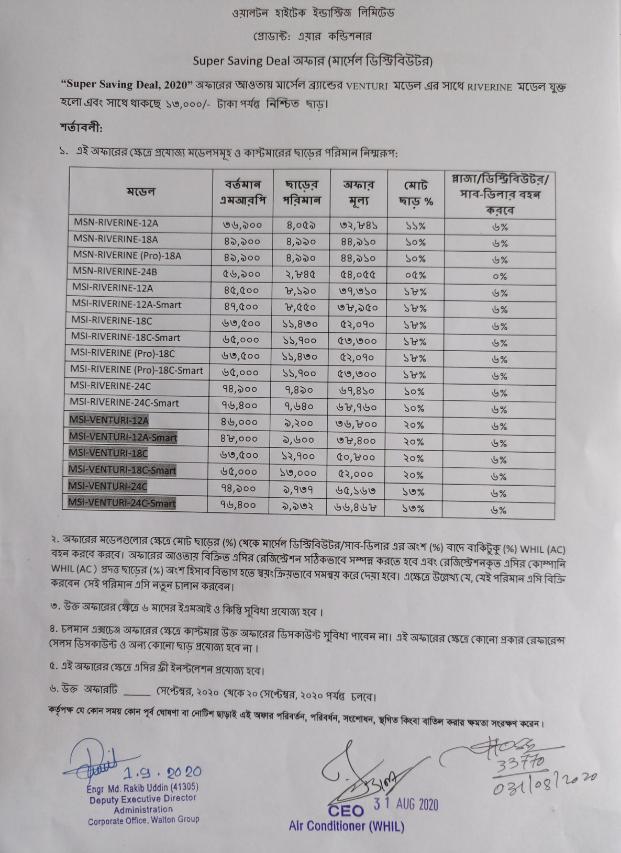 ওয়ালটন হাইটেক ইন্ডাস্ট্রিজ লিমিটেড
প্রোডাক্ট: এয়ার কন্ডিশনার
Super Saving Deal অফার (মার্সেল ডিস্ট্রিবিউটর)
“Super Saving Deal, 2020” অফারের আওতায় মার্সেল ব্র্যান্ডের VENTURI মডেল এর সাথে RIVERINE মডেল যুক্ত
হলো এবং সাথে থাকছে ১৩,০০০/- টাকা পর্যন্ত নিশ্চিত ছাড়।
শর্তাবলী:
১. এই অফারের ক্ষেত্রে প্রযোজ্য মডেলসমূহ ও কাস্টমারের ছাড়ের পরিমান নিম্নরূপ:
মডেল বর্তমান এমআরপি ছাড়ের পরিমান অফার মূল্য মোট ছাড় % প্লাজা/ডিস্ট্রিবিউটর/ সাব-ডিলার বহন করবে
MSN-RIVERINE-12A ৩৬,৯০০ ৪,০৫৯ ৩২,৮৪১ ১১% ৬%
MSN-RIVERINE-18A ৪৯,৯০০ ৪,৯৯০ ৪৪,৯১০ ১০% ৬%
MSN-RIVERINE (Pro)-18A ৪৯,৯০০ ৪,৯৯০ ৪৪,৯১০ ১০% ৬%
MSN-RIVERINE-24B ৫৬,৯০০ ২,৮৪৫ ৫৪,০৫৫ ০৫% ০%
MSI-RIVERINE-12A ৪৫,৫০০ ৮,১৯০ ৩৭,৩১০ ১৮% ৬%
MSI-RIVERINE-12A-Smart ৪৭,৫০০ ৮,৫৫০ ৩৮,৯৫০ ১৮% ৬%
MSI-RIVERINE-18C ৬৩,৫০০ ১১,৪৩০ ৫২,০৭০ ১৮% ৬%
MSI-RIVERINE-18C-Smart ৬৫,০০০ ১১,৭০০ ৫৩,৩০০ ১৮% ৬%
MSI-RIVERINE (Pro)-18C ৬৩,৫০০ ১১,৪৩০ ৫২,০৭০ ১৮% ৬%
MSI-RIVERINE (Pro)-18C-Smart ৬৫,০০০ ১১,৭০০ ৫৩,৩০০ ১৮% ৬%
MSI-RIVERINE-24C ৭৪,৯০০ ৭,৪৯০ ৬৭,৪১০ ১০% ৬%
MSI-RIVERINE-24C-Smart ৭৬,৪০০ ৭,৬৪০ ৬৮,৭৬০ ১০% ৬%
MSI-VENTURI-12A ৪৬,০০০ ৯,২০০ ৩৬,৮০০ ২০% ৬%
MSI-VENTURI-12A-Smart ৪৮,০০০ ৯,৬০০ ৩৮,৪০০ ২০% ৬%
MSI-VENTURI-18C ৬৩,৫০০ ১২,৭০০ ৫০,৮০০ ২০% ৬%
MSI-VENTURI-18C-Smart ৬৫,০০০ ১৩,০০০ ৫২,০০০ ২০% ৬%
MSI-VENTURI-24C ৭৪,৯০০ ৯,৭৩৭ ৬৫,১৬৩ ১৩% ৬%
MSI-VENTURI-24C-Smart ৭৬,৪০০ ৯,৯৩২ ৬৬,৪৬৮ ১৩% ৬%
২. অফারের মডেলগুলোর ক্ষেত্রে মোট ছাড়ের (%) থেকে মার্সেল ডিস্ট্রিবিউটর/সাব-ডিলার এর অংশ (%) বাদে বাকিটুকু (%) WHIL (AC)
বহন করবে করবে। অফারের আওতায় বিক্রিত এসির রেজিস্ট্রেশন সঠিকভাবে সম্পন্ন করতে হবে এবং রেজিস্ট্রেশনকৃত এসির কোম্পানি
WHIL (AC ) প্রদত্ত ছাড়ের (%) অংশ হিসাব বিভাগ হতে স্বয়ংক্রিয়ভাবে সমন্বয় করে দেয়া হবে। এক্ষেত্রে উল্লেখ্য যে, যেই পরিমান এসি বিক্রি
করবেন সেই পরিমান এসি নতুন চালান করবেন।
৩. উক্ত অফারের ক্ষেত্রে ৬ মাসের ইএমআই ও কিস্তি সুবিধা প্রযোজ্য হবে ।
৪. চলমান এক্সচেঞ্জ অফারের ক্ষেত্রে কাস্টমার উক্ত অফারের ডিসকাউন্ট সুবিধা পাবেন না। এই অফারের ক্ষেত্রে কোনো প্রকার রেফারেন্স
সেলস ডিসকাউন্ট ও অন্য কোনো ছাড় প্রযোজ্য হবে না ।
৫. এই অফারের ক্ষেত্রে এসির ফ্রী ইনস্টলেশন প্রযোজ্য হবে।
৬. উক্ত অফারটি _____ সেপ্টেম্বর, ২০২০ থেকে ২০ সেপ্টেম্বর, ২০২০ পর্যন্ত চলবে।
কর্তৃপক্ষ যে কোন সময় কোন পূর্ব ঘোষণা বা নোটিশ ছাড়াই এই অফার পরিবর্তন, পরিবর্ধন, সংশোধন, স্থগিত কিংবা বাতিল করার ক্ষমতা সংরক্ষণ করেন।
1.9.2020
Engr Md. Rakib Uddin (41305)
Deputy Executive Director
Administration
Corporate Office, Walton Group
31 AUG 2020
CEO
Air Conditioner (WHIL)
33770
03/08/2020